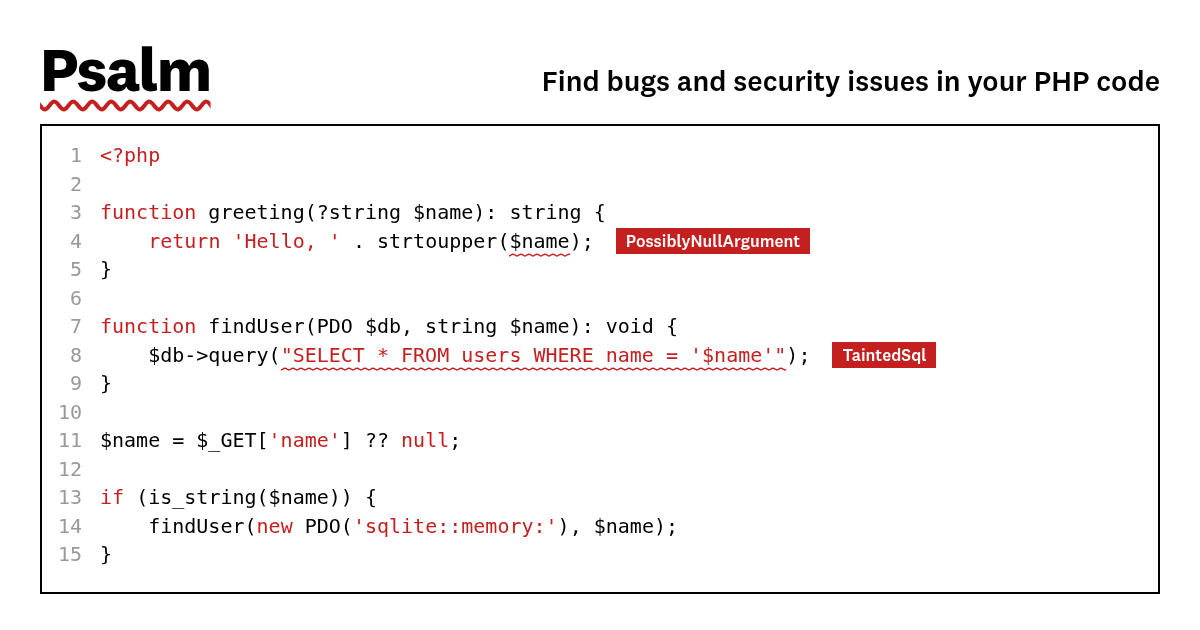 Psalm
Find bugs and security issues in your PHP code
1 <?php
2
3 function greeting(?string $name): string {
4     return 'Hello, ' . strtoupper($name); PossiblyNullArgument
5 }
6
7 function findUser(PDO $db, string $name): void {
8     $db->query("SELECT * FROM users WHERE name = '$name'"); TaintedSql
9 }
10
11 $name = $_GET['name'] ?? null;
12
13 if (is_string($name)) {
14     findUser(new PDO('sqlite::memory:'), $name);
15 }